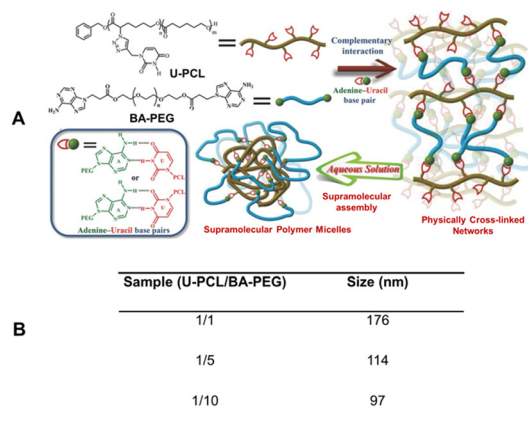 U-PCL
Complementary
interaction
Adenine–Uracil
base pair
BA-PEG
A
PEG
PCL
or
PEG
PCL
Adenine–Uracil base pairs
Aqueous Solution
Supramolecular
assembly
Supramolecular Polymer Micelles
Physically Cross-linked
Networks
B
Sample (U-PCL/BA-PEG) Size (nm)
1/1 176
1/5 114
1/10 97